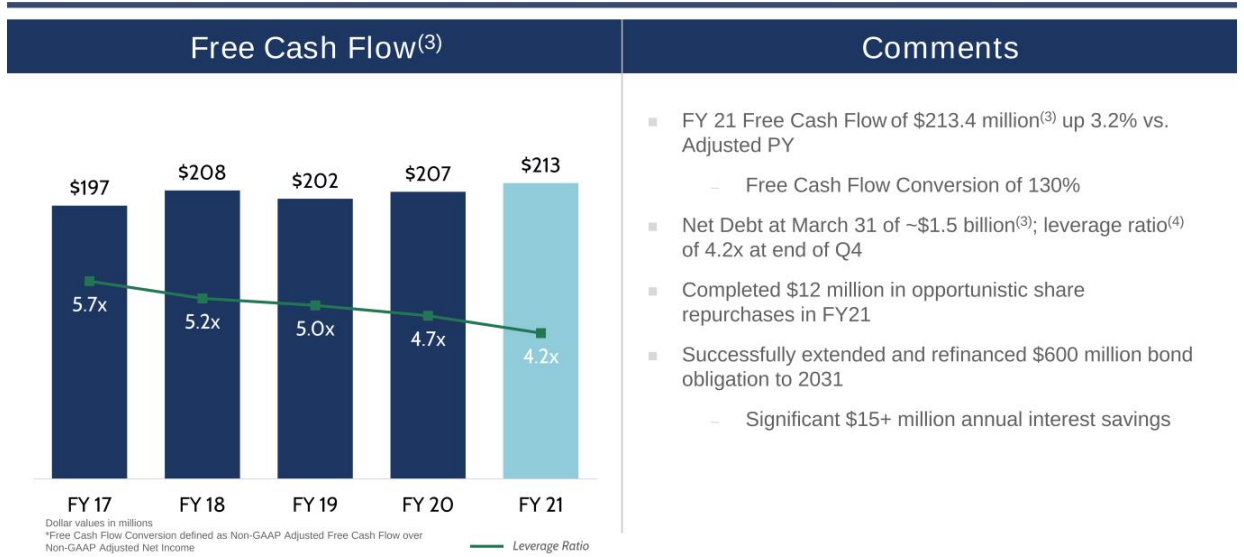 Free Cash Flow(3)
Comments
$197
$208
$202
$207
$213
5.7x
5.2x
5.0x
4.7x
4.2x
FY 17
FY 18
FY 19
FY 20
FY 21
Dollar values in millions
*Free Cash Flow Conversion defined as Non-GAAP Adjusted Free Cash Flow over
Non-GAAP Adjusted Net Income
Leverage Ratio
FY 21 Free Cash Flow of $213.4 million(3) up 3.2% vs.
Adjusted PY
– Free Cash Flow Conversion of 130%
Net Debt at March 31 of ~$1.5 billion(3); leverage ratio(4)
of 4.2x at end of Q4
Completed $12 million in opportunistic share
repurchases in FY21
Successfully extended and refinanced $600 million bond
obligation to 2031
– Significant $15+ million annual interest savings